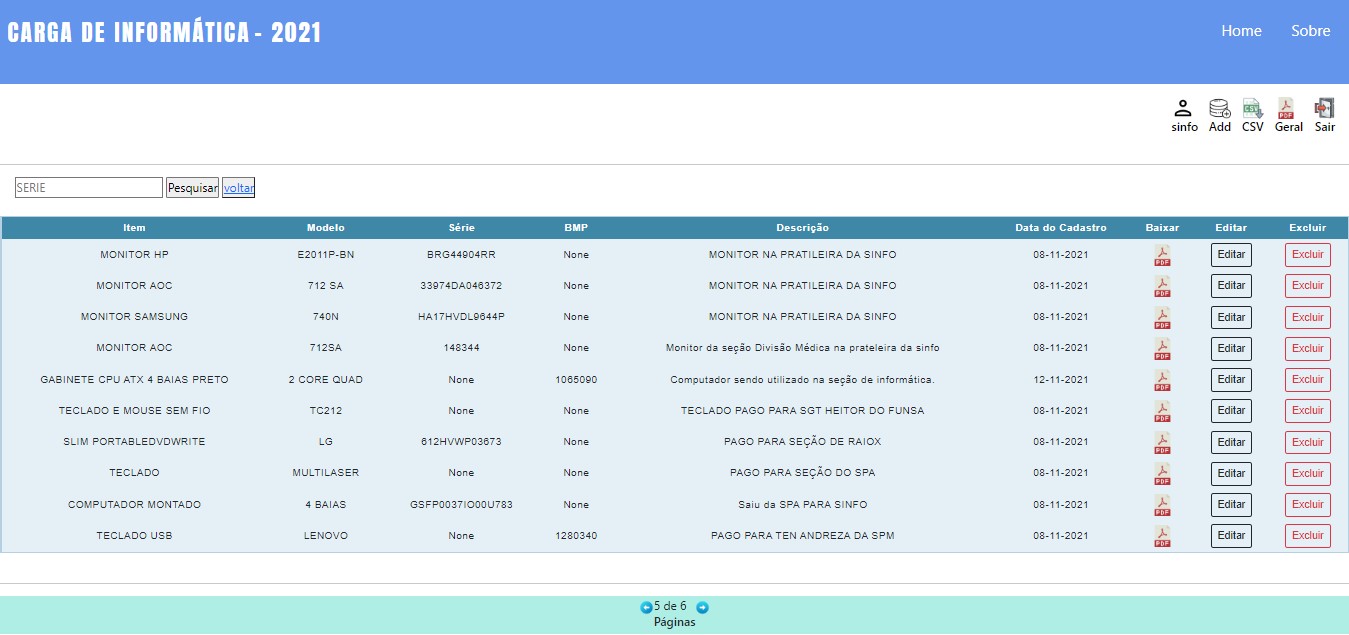 CARGA DE INFORMÁTICA - 2021 Home Sobre
sinfo Add CSV Geral Sair
SERIE Pesquisar voltar
Item Modelo Série BMP Descrição Data do Cadastro Baixar Editar Excluir
MONITOR HP E2011P-BN BRG44904RR None MONITOR NA PRATILEIRA DA SINFO 08-11-2021 PDF Editar Excluir
MONITOR AOC 712 SA 33974DA046372 None MONITOR NA PRATILEIRA DA SINFO 08-11-2021 PDF Editar Excluir
MONITOR SAMSUNG 740N HA17HVDL9644P None MONITOR NA PRATILEIRA DA SINFO 08-11-2021 PDF Editar Excluir
MONITOR AOC 712SA 148344 None Monitor da seção Divisão Médica na prateleira da sinfo 08-11-2021 PDF Editar Excluir
GABINETE CPU ATX 4 BAIAS PRETO 2 CORE QUAD None 1065090 Computador sendo utilizado na seção de informática. 12-11-2021 PDF Editar Excluir
TECLADO E MOUSE SEM FIO TC212 None None TECLADO PAGO PARA SGT HEITOR DO FUNSA 08-11-2021 PDF Editar Excluir
SLIM PORTABLEDVDWRITE LG 612HVWP03673 None PAGO PARA SEÇÃO DE RAIOX 08-11-2021 PDF Editar Excluir
TECLADO MULTILASER None None PAGO PARA SEÇÃO DO SPA 08-11-2021 PDF Editar Excluir
COMPUTADOR MONTADO 4 BAIAS GSFP0037IO00U783 None Saiu da SPA PARA SINFO 08-11-2021 PDF Editar Excluir
TECLADO USB LENOVO None 1280340 PAGO PARA TEN ANDREZA DA SPM 08-11-2021 PDF Editar Excluir
5 de 6
Páginas